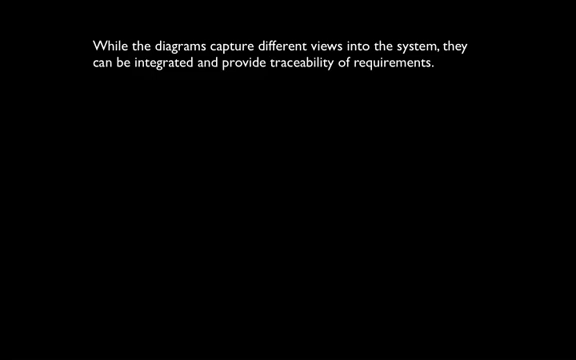 While the diagrams capture different views into the system, they
can be integrated and provide traceability of requirements.